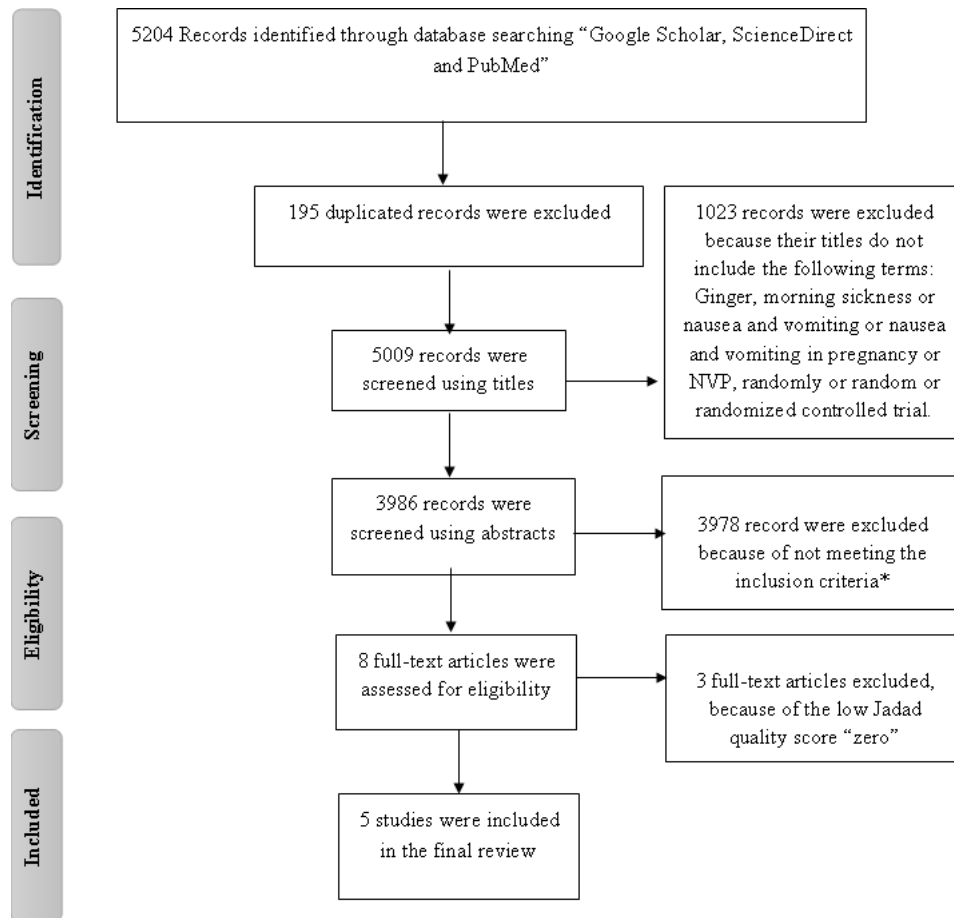 5204 Records identified through database searching “Google Scholar, ScienceDirect
and PubMed”
Identification
195 duplicated records were excluded
1023 records were excluded
because their titles do not
include the following terms:
Ginger, morning sickness or
nausea and vomiting or nausea
and vomiting in pregnancy or
NVP, randomly or random or
randomized controlled trial.
Screening
5009 records were
screened using titles
3986 records were
screened using abstracts
3978 record were excluded
because of not meeting the
inclusion criteria*
Eligibility
8 full-text articles were
assessed for eligibility
3 full-text articles excluded,
because of the low Jadad
quality score “zero”
Included
5 studies were included
in the final review